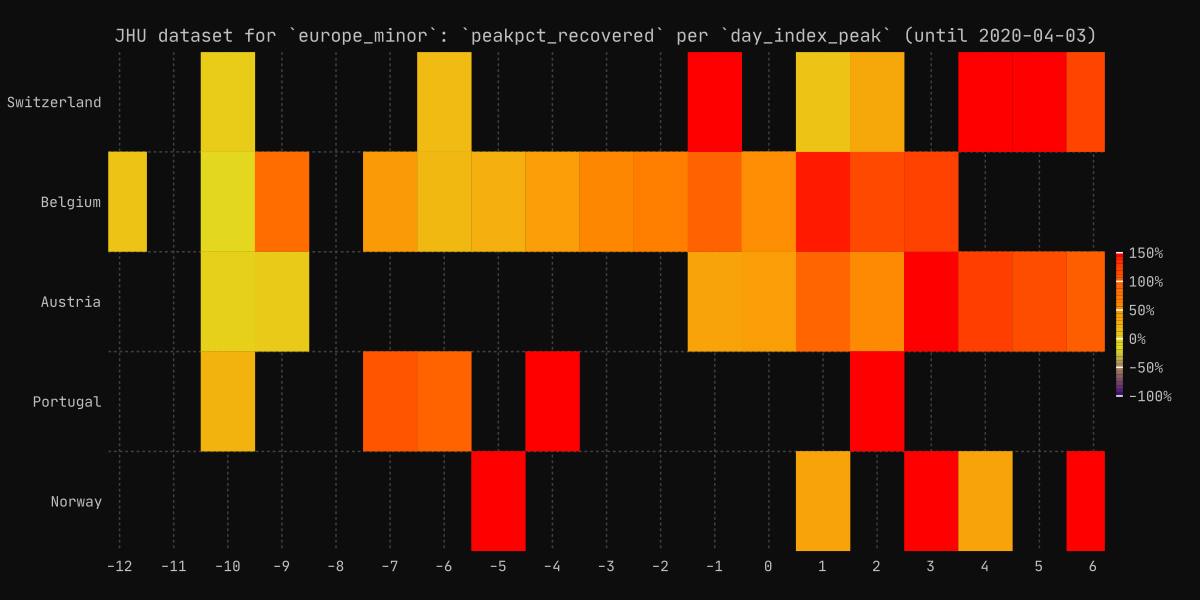 JHU dataset for `europe_minor`: `peakpct_recovered` per `day_index_peak` (until 2020-04-03)
Switzerland
Belgium
Austria
Portugal
Norway
150%
100%
50%
0%
-50%
-100%
-12 -11 -10 -9 -8 -7 -6 -5 -4 -3 -2 -1 0 1 2 3 4 5 6